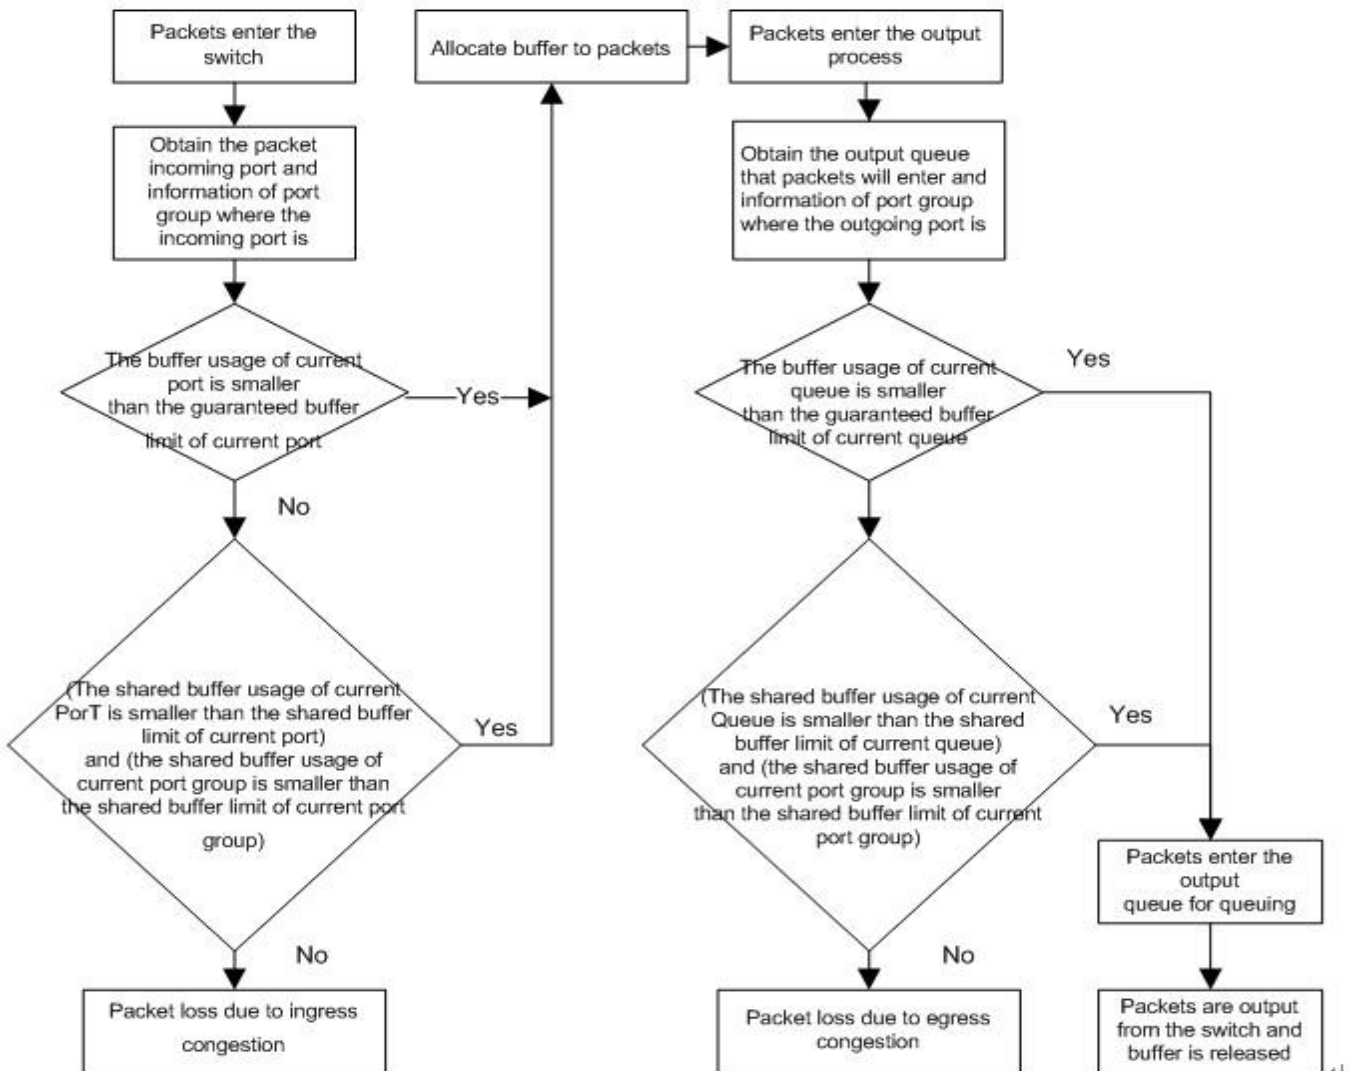 Packets enter the
switch
Obtain the packet
incoming port and
information of port
group where the
incoming port is
The buffer usage of current
port is smaller
than the guaranteed buffer
limit of current port
Yes
No
(The shared buffer usage of current
PorT is smaller than the shared buffer
limit of current port)
and (the shared buffer usage of
current port group is smaller than
the shared buffer limit of current port
group)
Yes
No
Packet loss due to ingress
congestion
Allocate buffer to packets
Packets enter the output
process
Obtain the output queue
that packets will enter and
information of port group
where the outgoing port is
The buffer usage of current
queue is smaller
than the guaranteed buffer
limit of current queue
Yes
(The shared buffer usage of current
Queue is smaller than the shared
buffer limit of current queue)
and (the shared buffer usage of
current port group is smaller
than the shared buffer limit of current
port group)
Yes
No
Packet loss due to egress
congestion
Packets enter the
output
queue for queuing
Packets are output
from the switch and
buffer is released